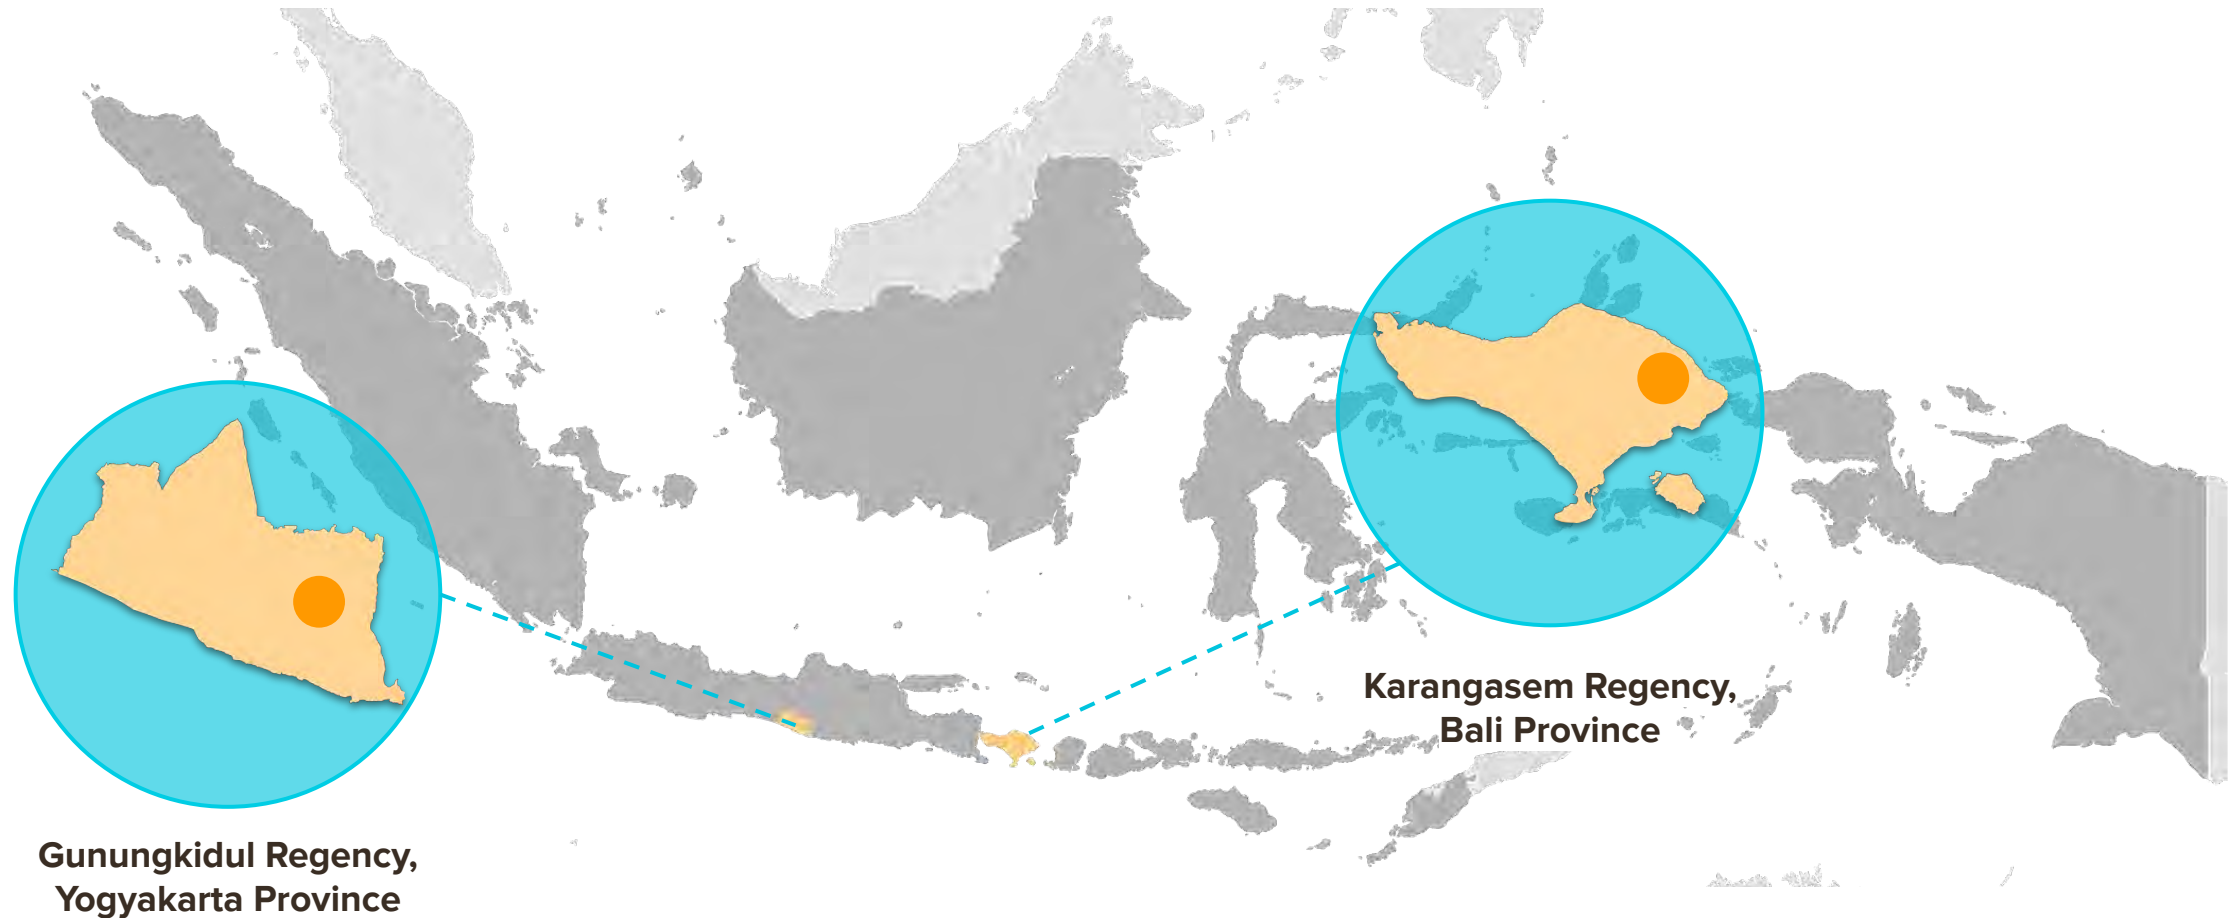 Karangasem Regency,
Bali Province
Gunungkidul Regency,
Yogyakarta Province